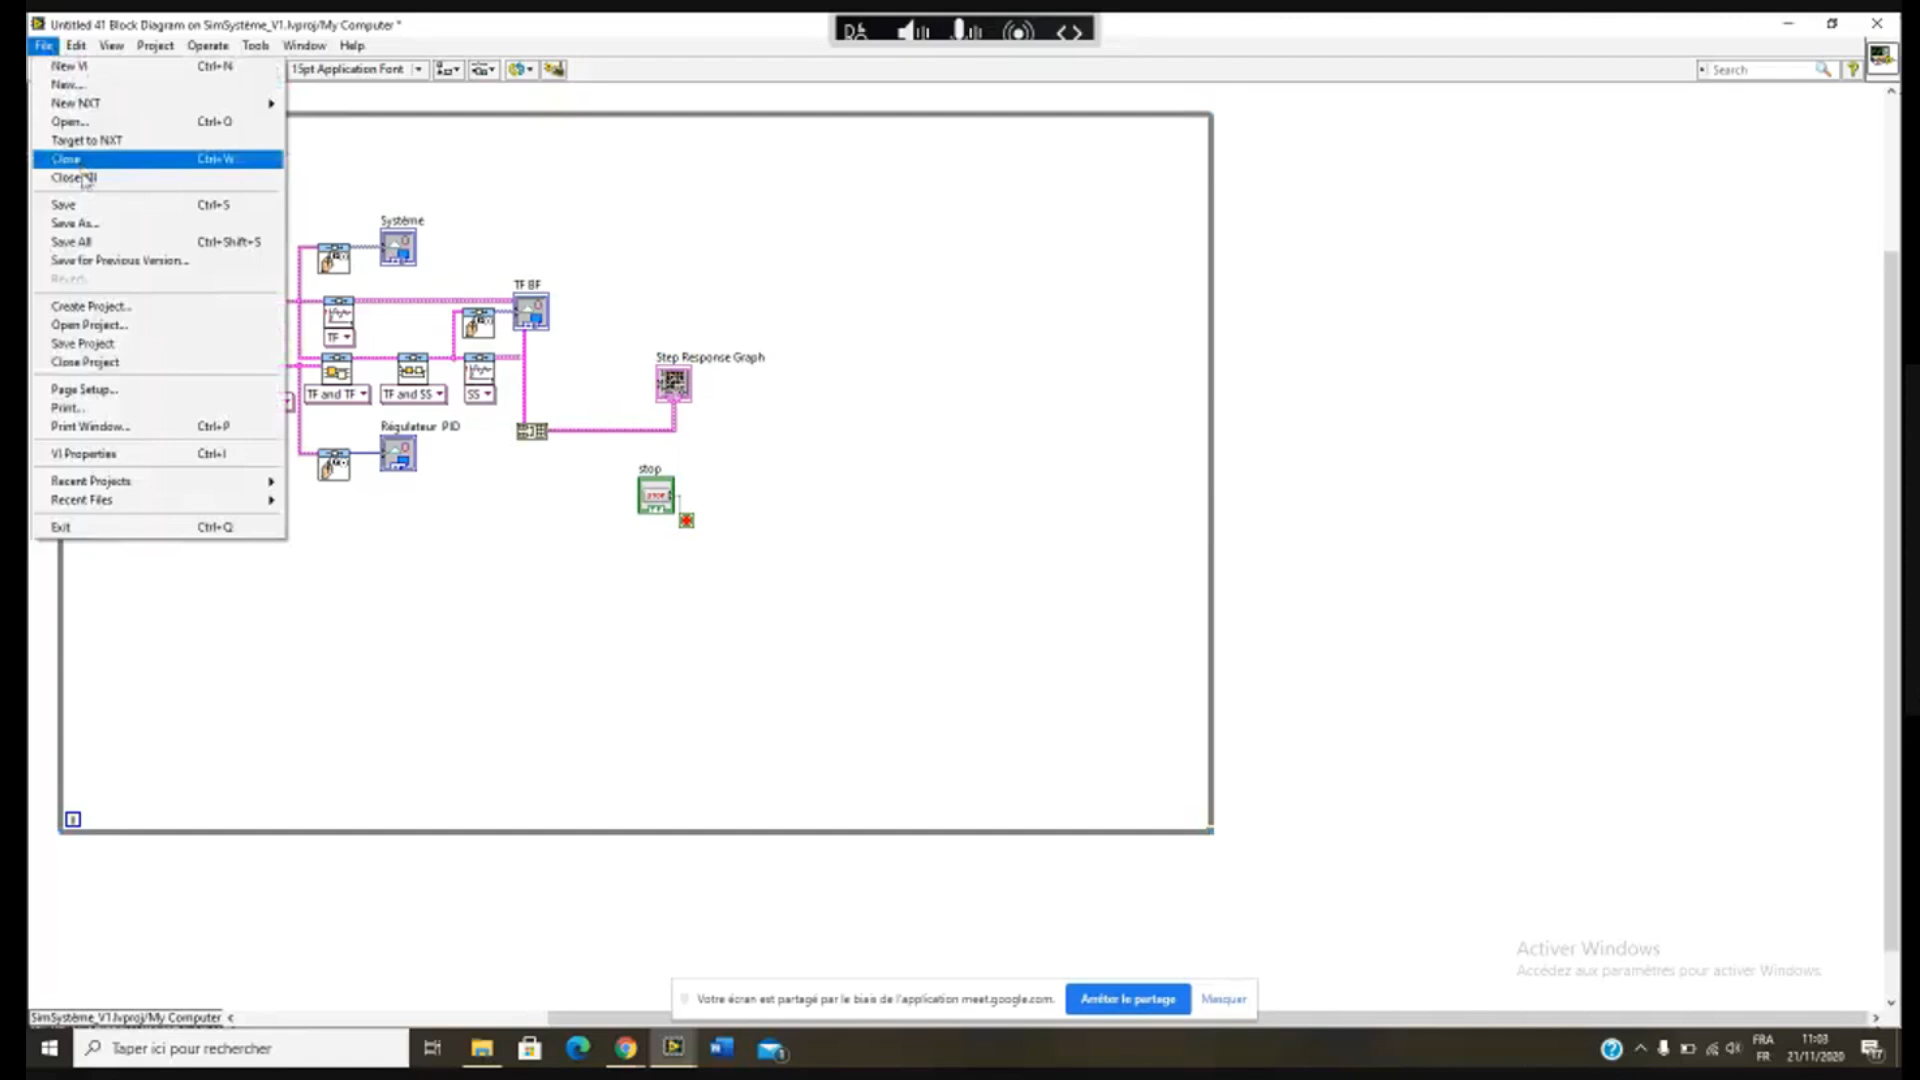 Untitled 41 Block Diagram on SimSystème_V1.lvproj/My Computer *
File Edit View Project Operate Tools Window Help
15pt Application Font
Search
New VI Ctrl+N
New...
New NXT
Open... Ctrl+O
Target to NXT
Close Ctrl+W
Close All
Save Ctrl+S
Save As...
Save All Ctrl+Shift+S
Save for Previous Version...
Revert...
Create Project...
Open Project...
Save Project
Close Project
Page Setup...
Print...
Print Window... Ctrl+P
VI Properties Ctrl+I
Recent Projects
Recent Files
Exit Ctrl+Q
Système
TF BF
TF
Step Response Graph
TF and TF
TF and SS
SS
Régulateur PID
stop
STOP
TF
i
Activer Windows
Accédez aux paramètres pour activer Windows.
Votre écran est partagé par le biais de l'application meet.google.com.
Arrêter le partage
Masquer
SimSystème_V1.lvproj/My Computer
Taper ici pour rechercher
FRA
FR
11:03
21/11/2020